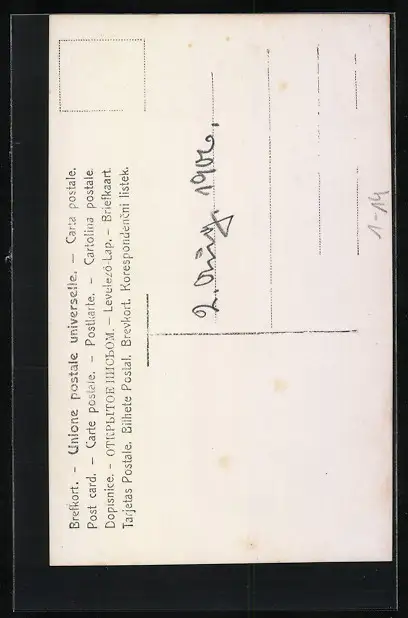 Brefkort. – Unione postale universelle. – Carta postale.
Post card. – Carte postale. – Postkarte. – Cartolina postale
Dopisnice. – ОТКРЫТОЕ ПИСЬМО. – Levelező-Lap. – Briefkaart.
Tarjetas Postale. Bilhete Postal. Brevkort. Korespondenční listek.
2. Aug. 1902.
1-14